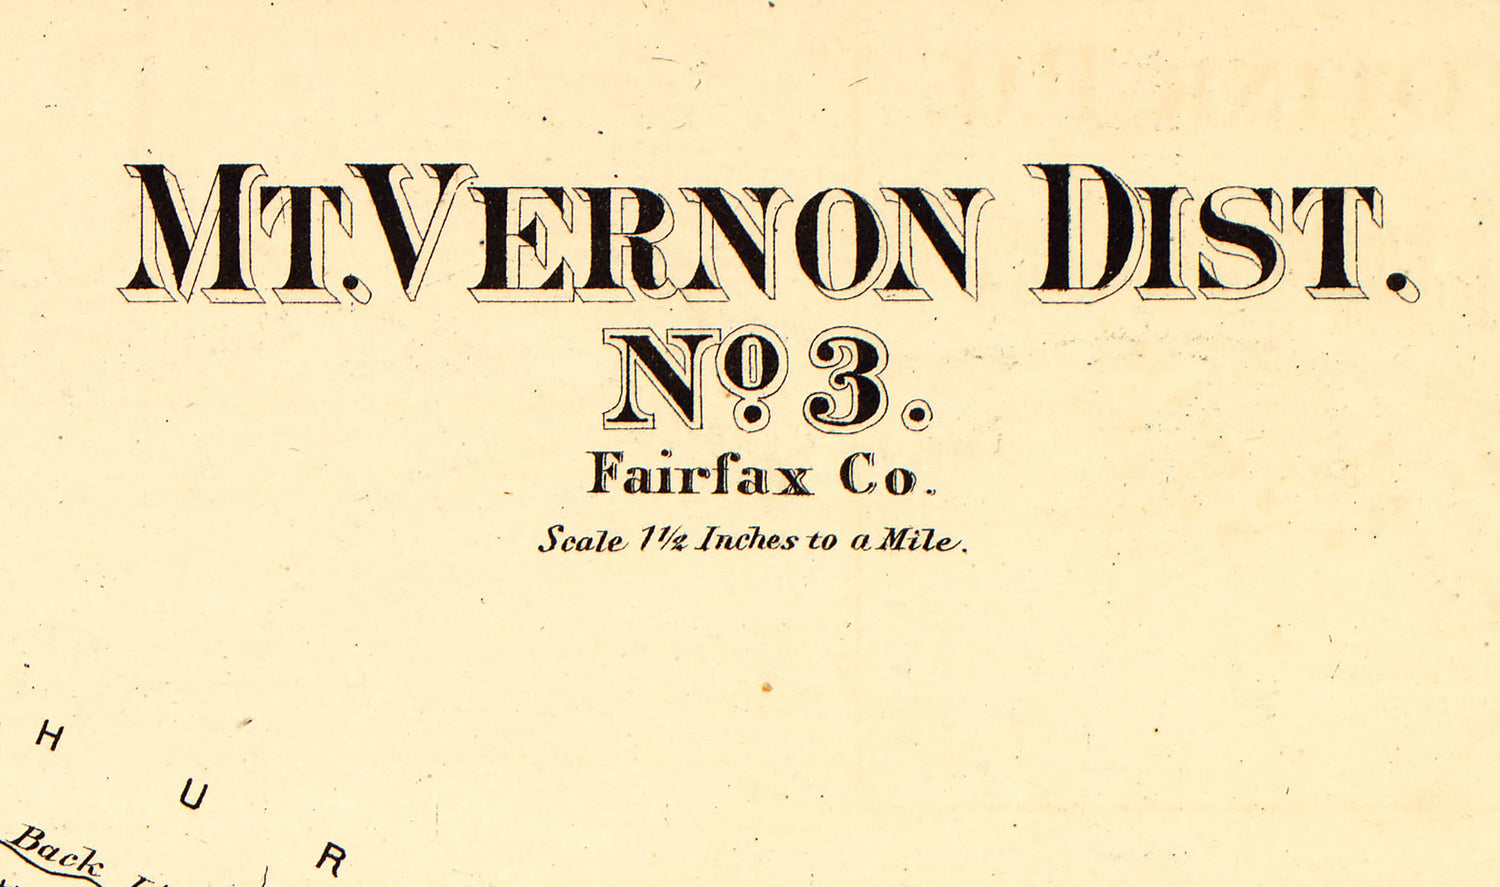 MT. VERNON DIST.
No. 3.
Fairfax Co.
Scale 1½ Inches to a Mile.
H U R
Back